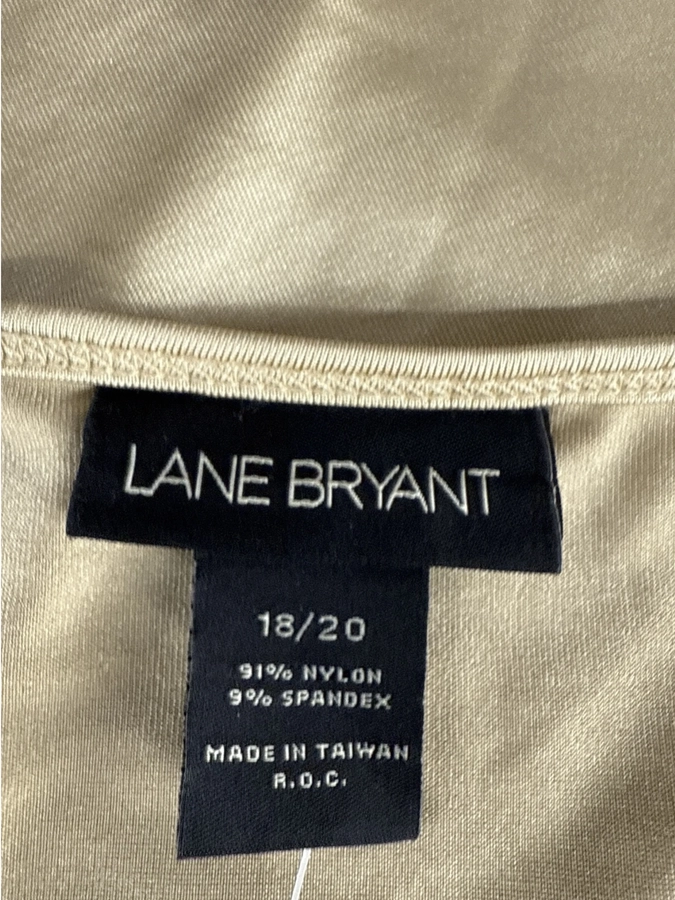 LANE BRYANT
18/20
91% NYLON
9% SPANDEX
MADE IN TAIWAN
R.O.C.